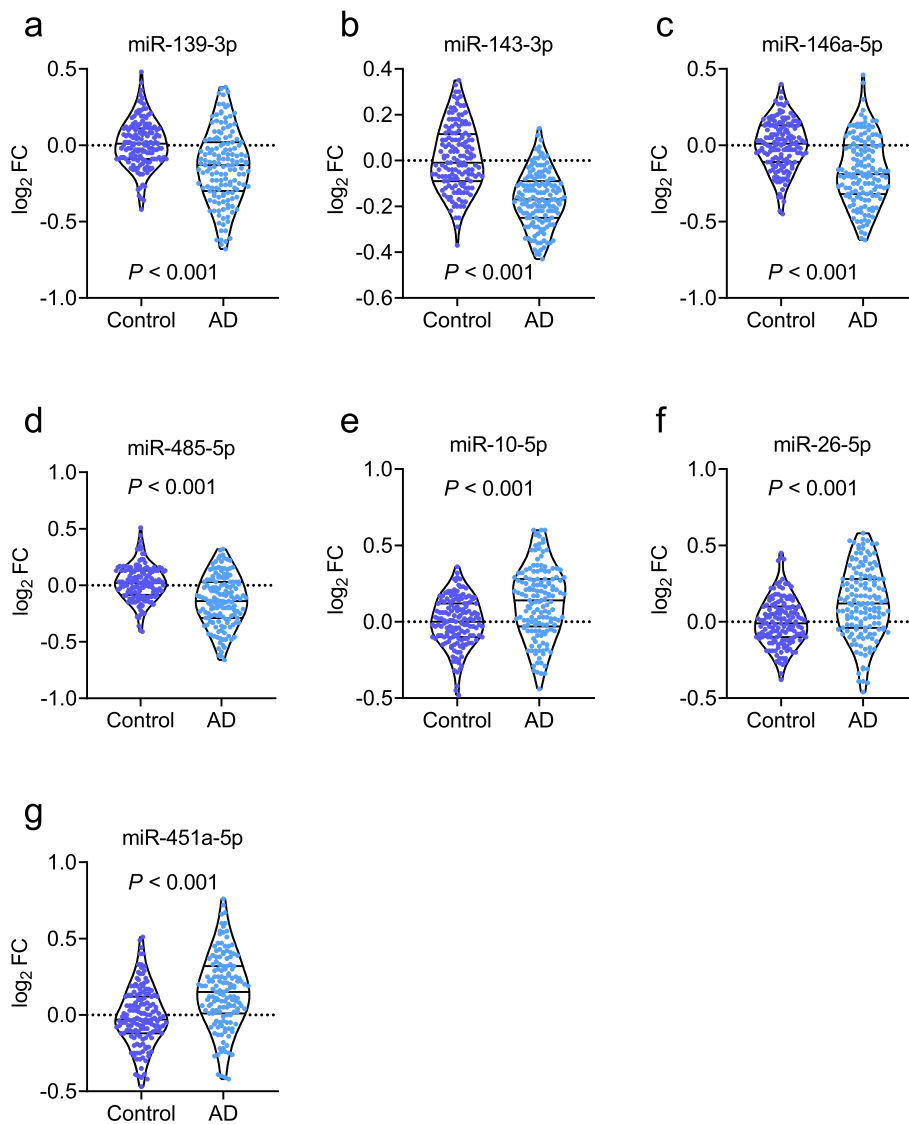 a
miR-139-3p
log2 FC
0.5
0.0
-0.5
-1.0
P < 0.001
Control AD
b
miR-143-3p
log2 FC
0.4
0.2
0.0
-0.2
-0.4
-0.6
P < 0.001
Control AD
c
miR-146a-5p
log2 FC
0.5
0.0
-0.5
-1.0
P < 0.001
Control AD
d
miR-485-5p
log2 FC
1.0
0.5
0.0
-0.5
-1.0
P < 0.001
Control AD
e
miR-10-5p
log2 FC
1.0
0.5
0.0
-0.5
P < 0.001
Control AD
f
miR-26-5p
log2 FC
1.0
0.5
0.0
-0.5
P < 0.001
Control AD
g
miR-451a-5p
log2 FC
1.0
0.5
0.0
-0.5
P < 0.001
Control AD